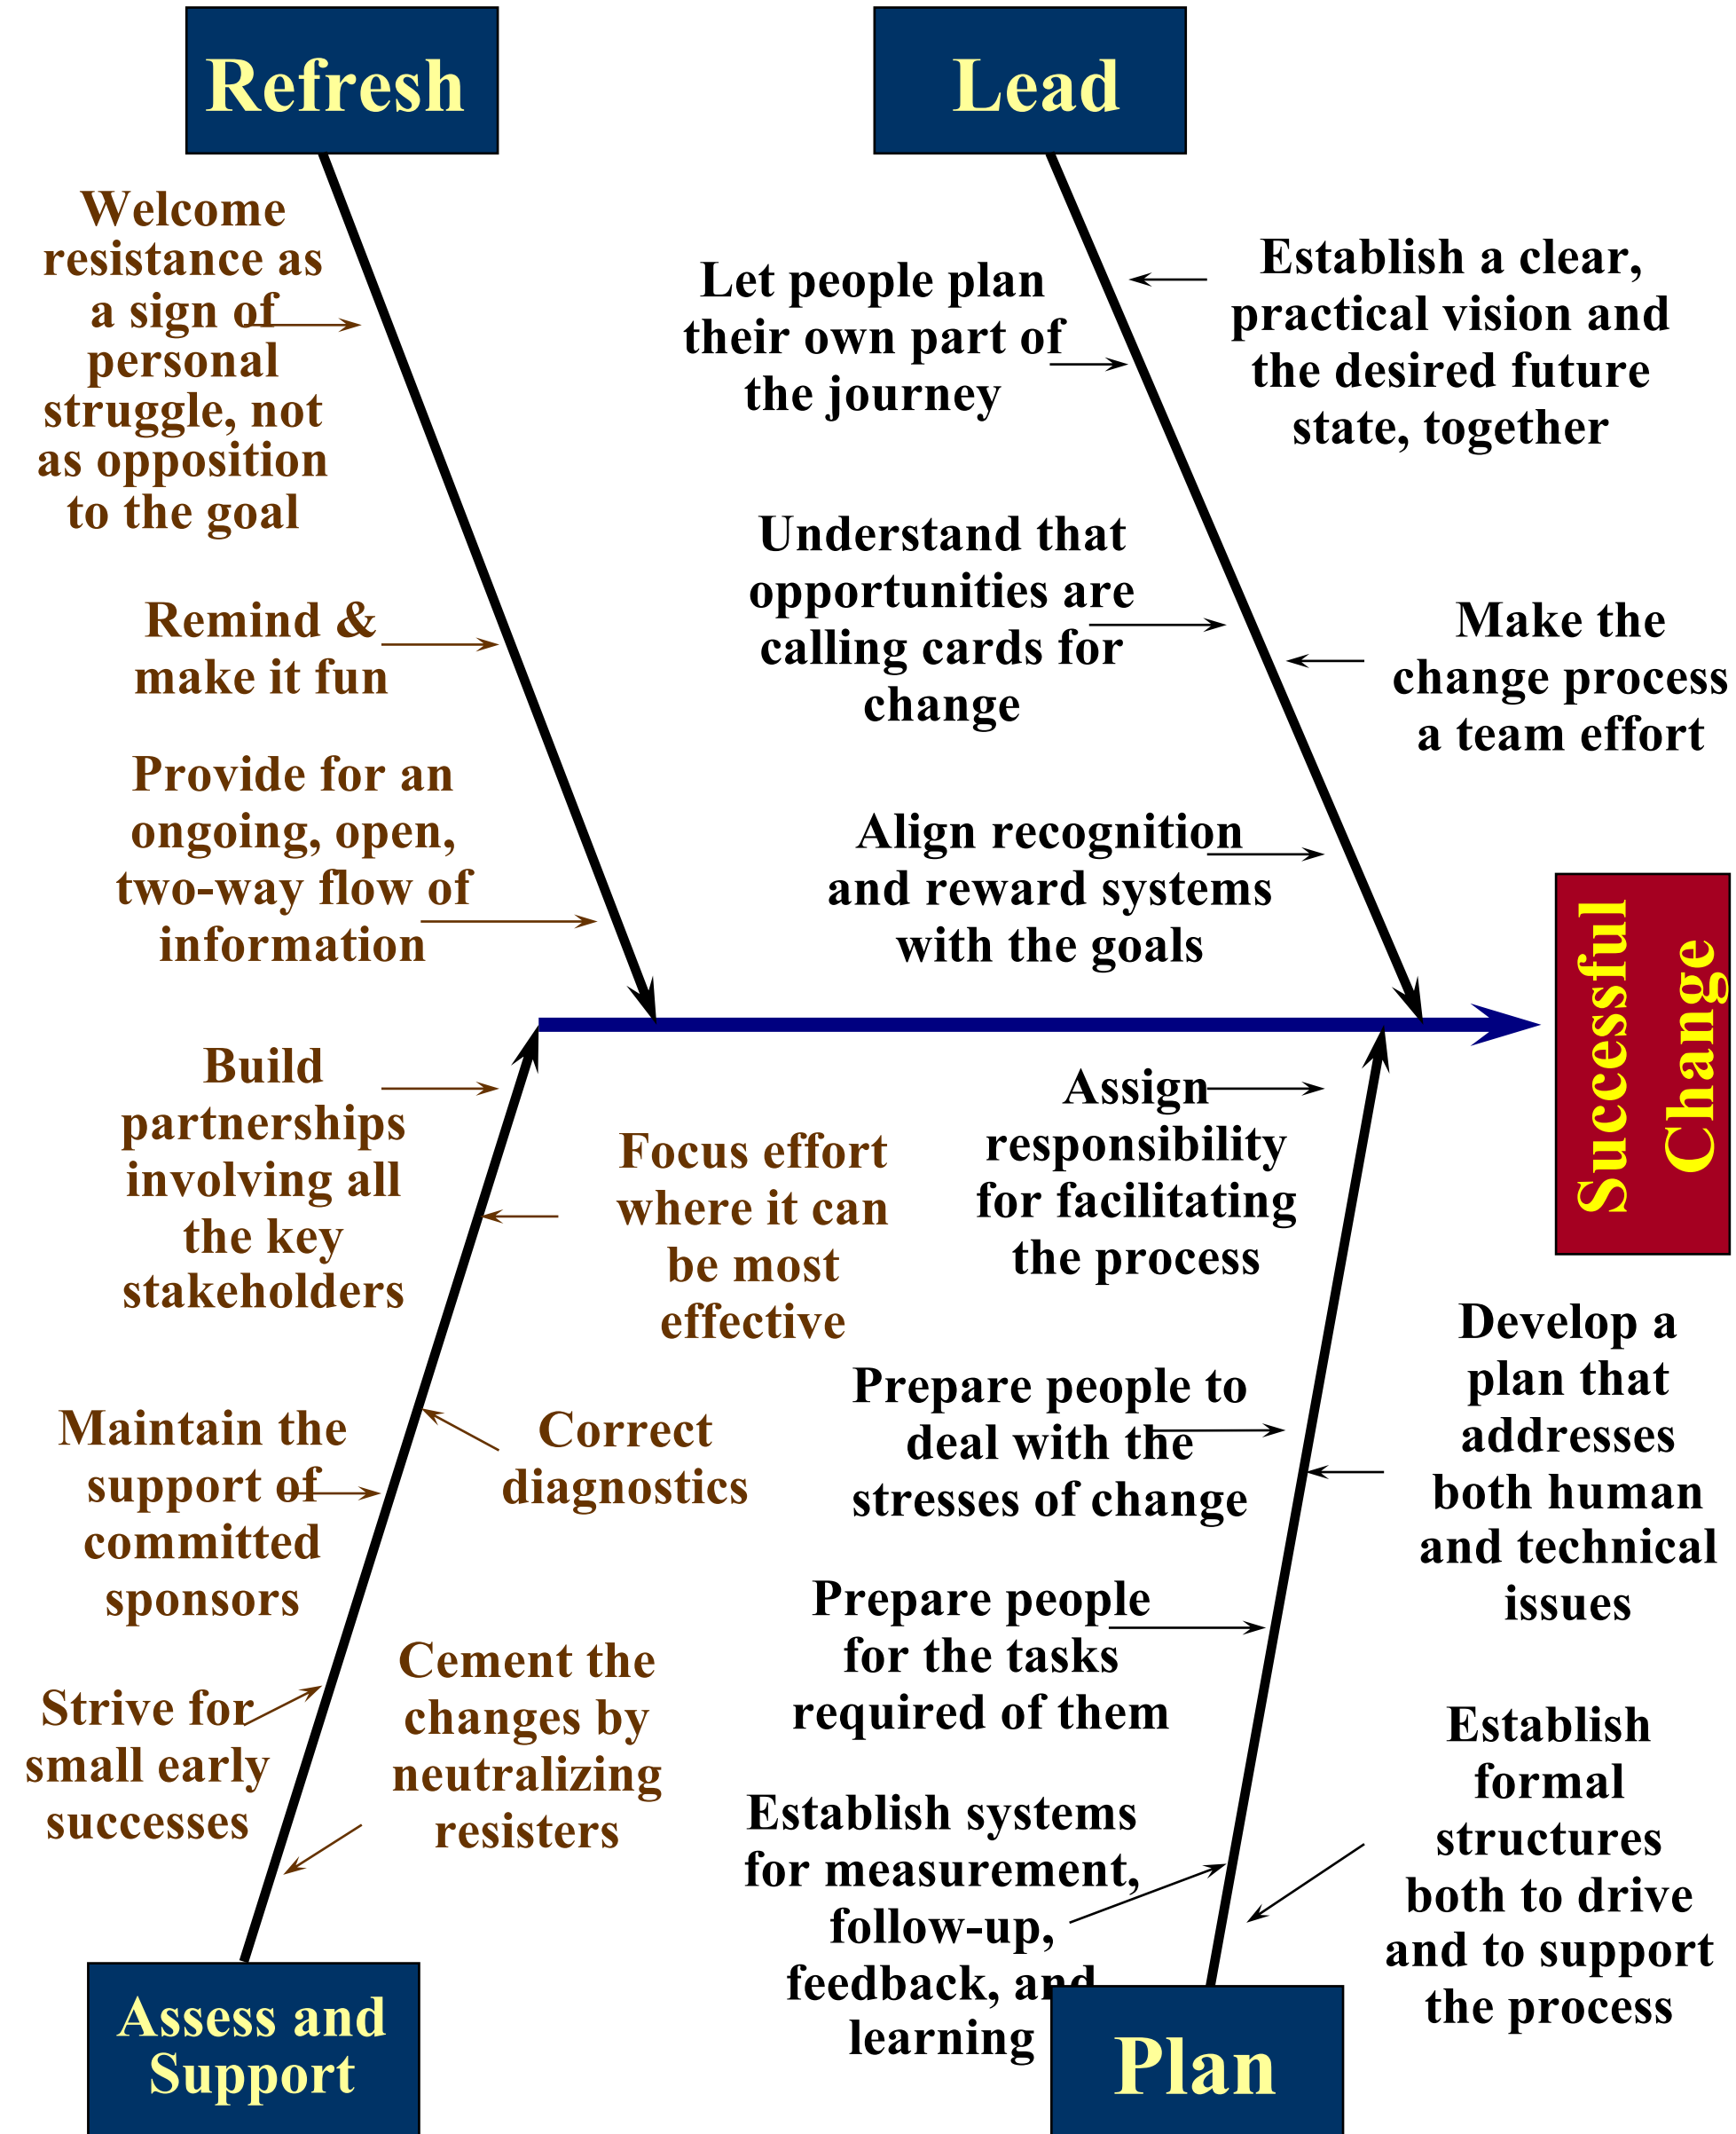 Refresh
Lead
Welcome
resistance as
a sign of
personal
struggle, not
as opposition
to the goal
Remind &
make it fun
Provide for an
ongoing, open,
two-way flow of
information
Let people plan
their own part of
the journey
Understand that
opportunities are
calling cards for
change
Align recognition
and reward systems
with the goals
Establish a clear,
practical vision and
the desired future
state, together
Make the
change process
a team effort
Successful
Change
Build
partnerships
involving all
the key
stakeholders
Maintain the
support of
committed
sponsors
Strive for
small early
successes
Focus effort
where it can
be most
effective
Correct
diagnostics
Cement the
changes by
neutralizing
resisters
Assign
responsibility
for facilitating
the process
Prepare people to
deal with the
stresses of change
Prepare people
for the tasks
required of them
Establish systems
for measurement,
follow-up,
feedback, and
learning
Develop a
plan that
addresses
both human
and technical
issues
Establish
formal
structures
both to drive
and to support
the process
Assess and
Support
Plan